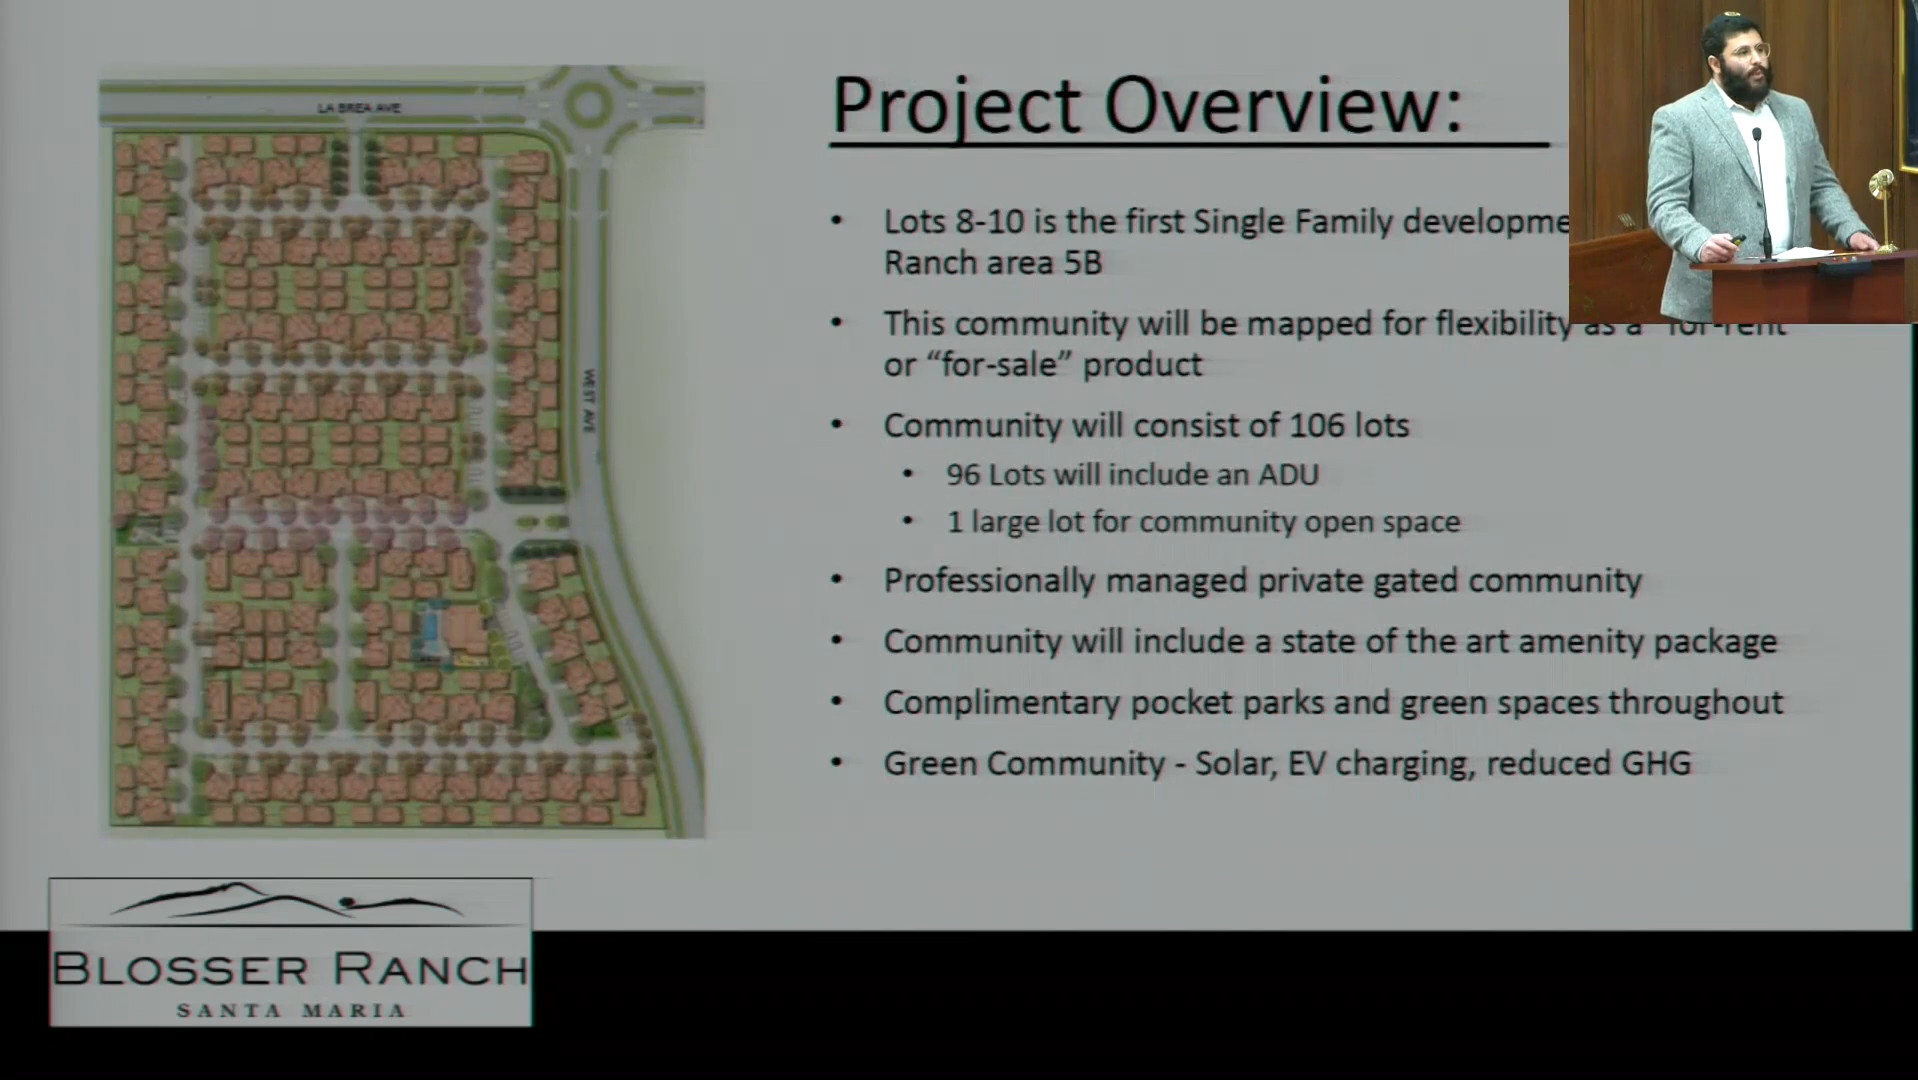 LA BREA AVE
WEST AVE
Project Overview:
• Lots 8-10 is the first Single Family developme
Ranch area 5B
• This community will be mapped for flexibility as a "for-rent
or “for-sale” product
• Community will consist of 106 lots
• 96 Lots will include an ADU
• 1 large lot for community open space
• Professionally managed private gated community
• Community will include a state of the art amenity package
• Complimentary pocket parks and green spaces throughout
• Green Community - Solar, EV charging, reduced GHG
BLOSSER RANCH
SANTA MARIA